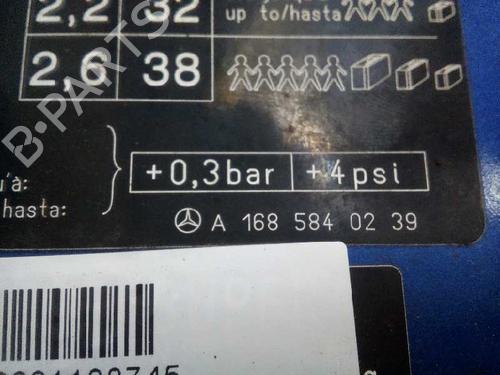 2,2 32
up to/hasta
2,6 38
hasta:
+0,3bar +4psi
A 168 584 02 39
B-PARTS